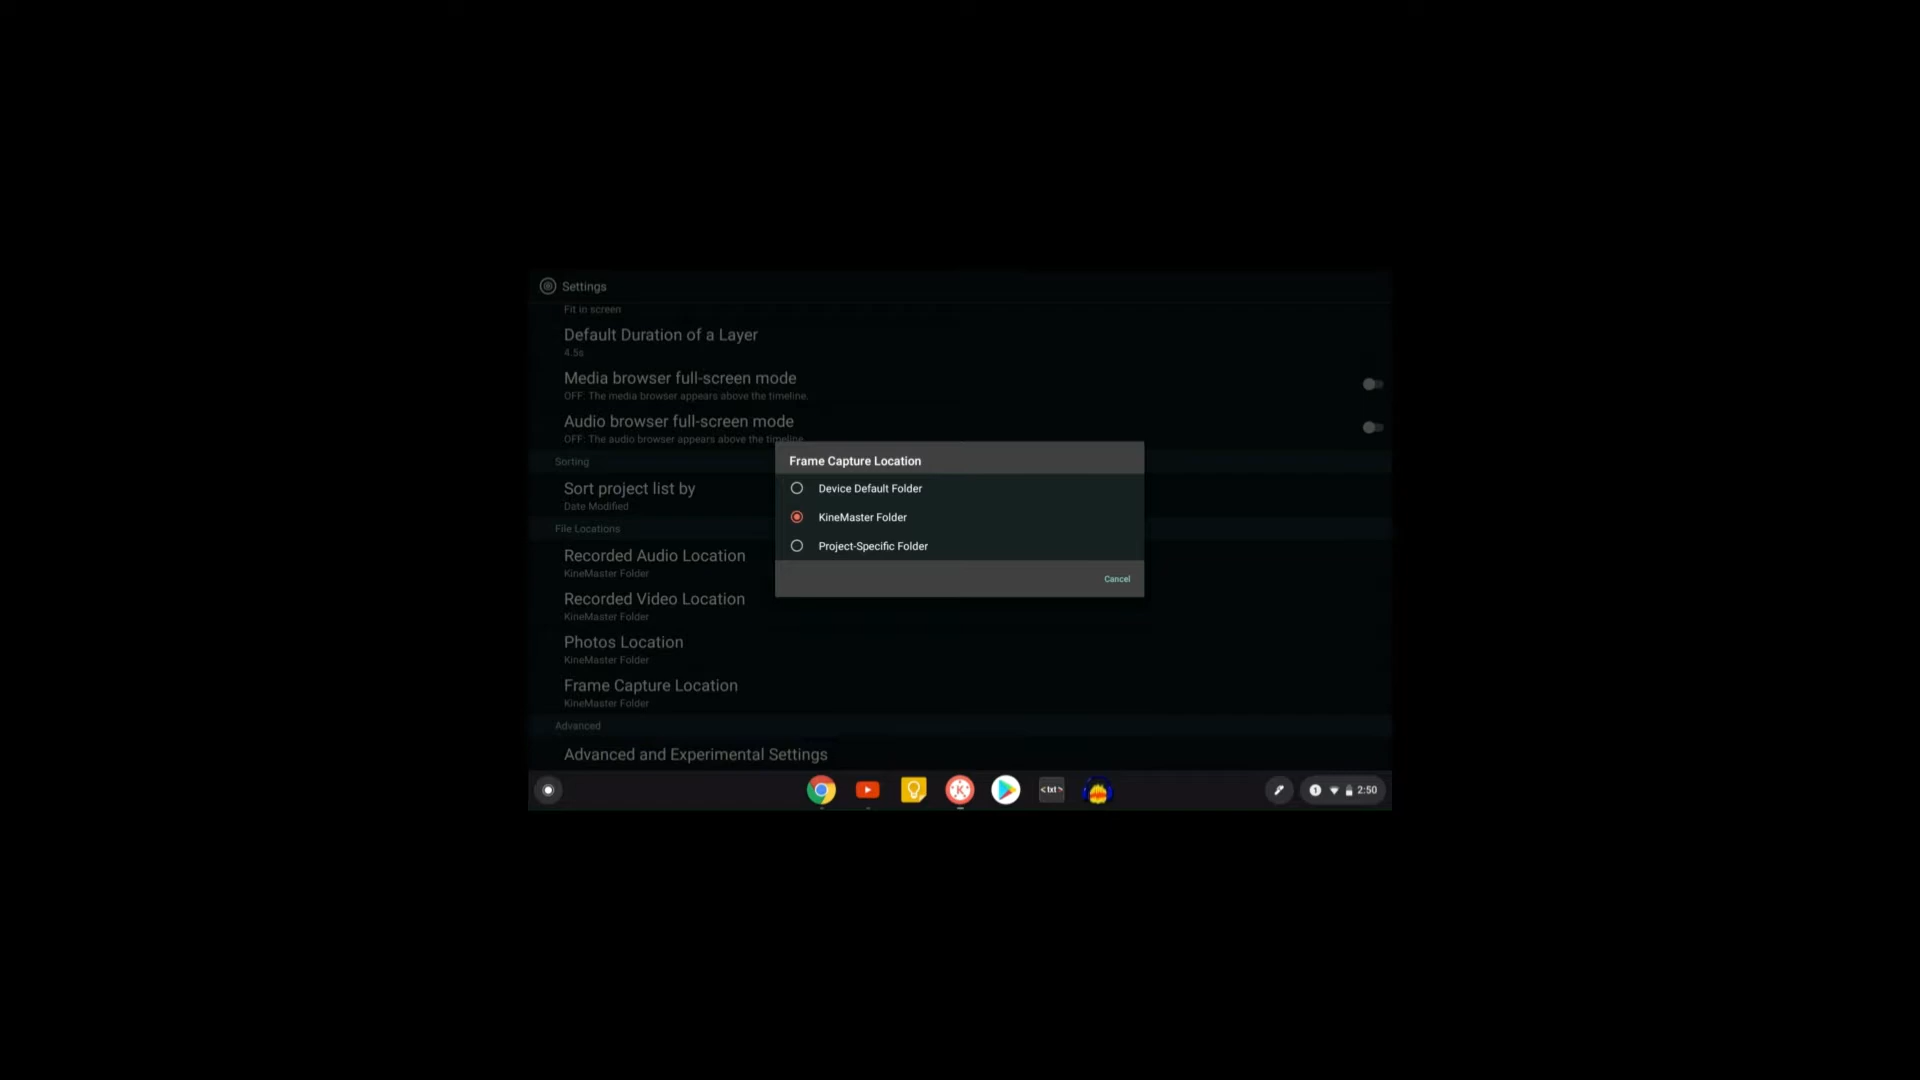 Settings
Fit in screen
Default Duration of a Layer
4.5s
Media browser full-screen mode
OFF: The media browser appears above the timeline.
Audio browser full-screen mode
OFF: The audio browser appears above the timeline.
Sorting
Sort project list by
Date Modified
File Locations
Recorded Audio Location
KineMaster Folder
Recorded Video Location
KineMaster Folder
Photos Location
KineMaster Folder
Frame Capture Location
KineMaster Folder
Advanced
Advanced and Experimental Settings
Frame Capture Location
Device Default Folder
KineMaster Folder
Project-Specific Folder
Cancel
K
<txt>
1
2:50